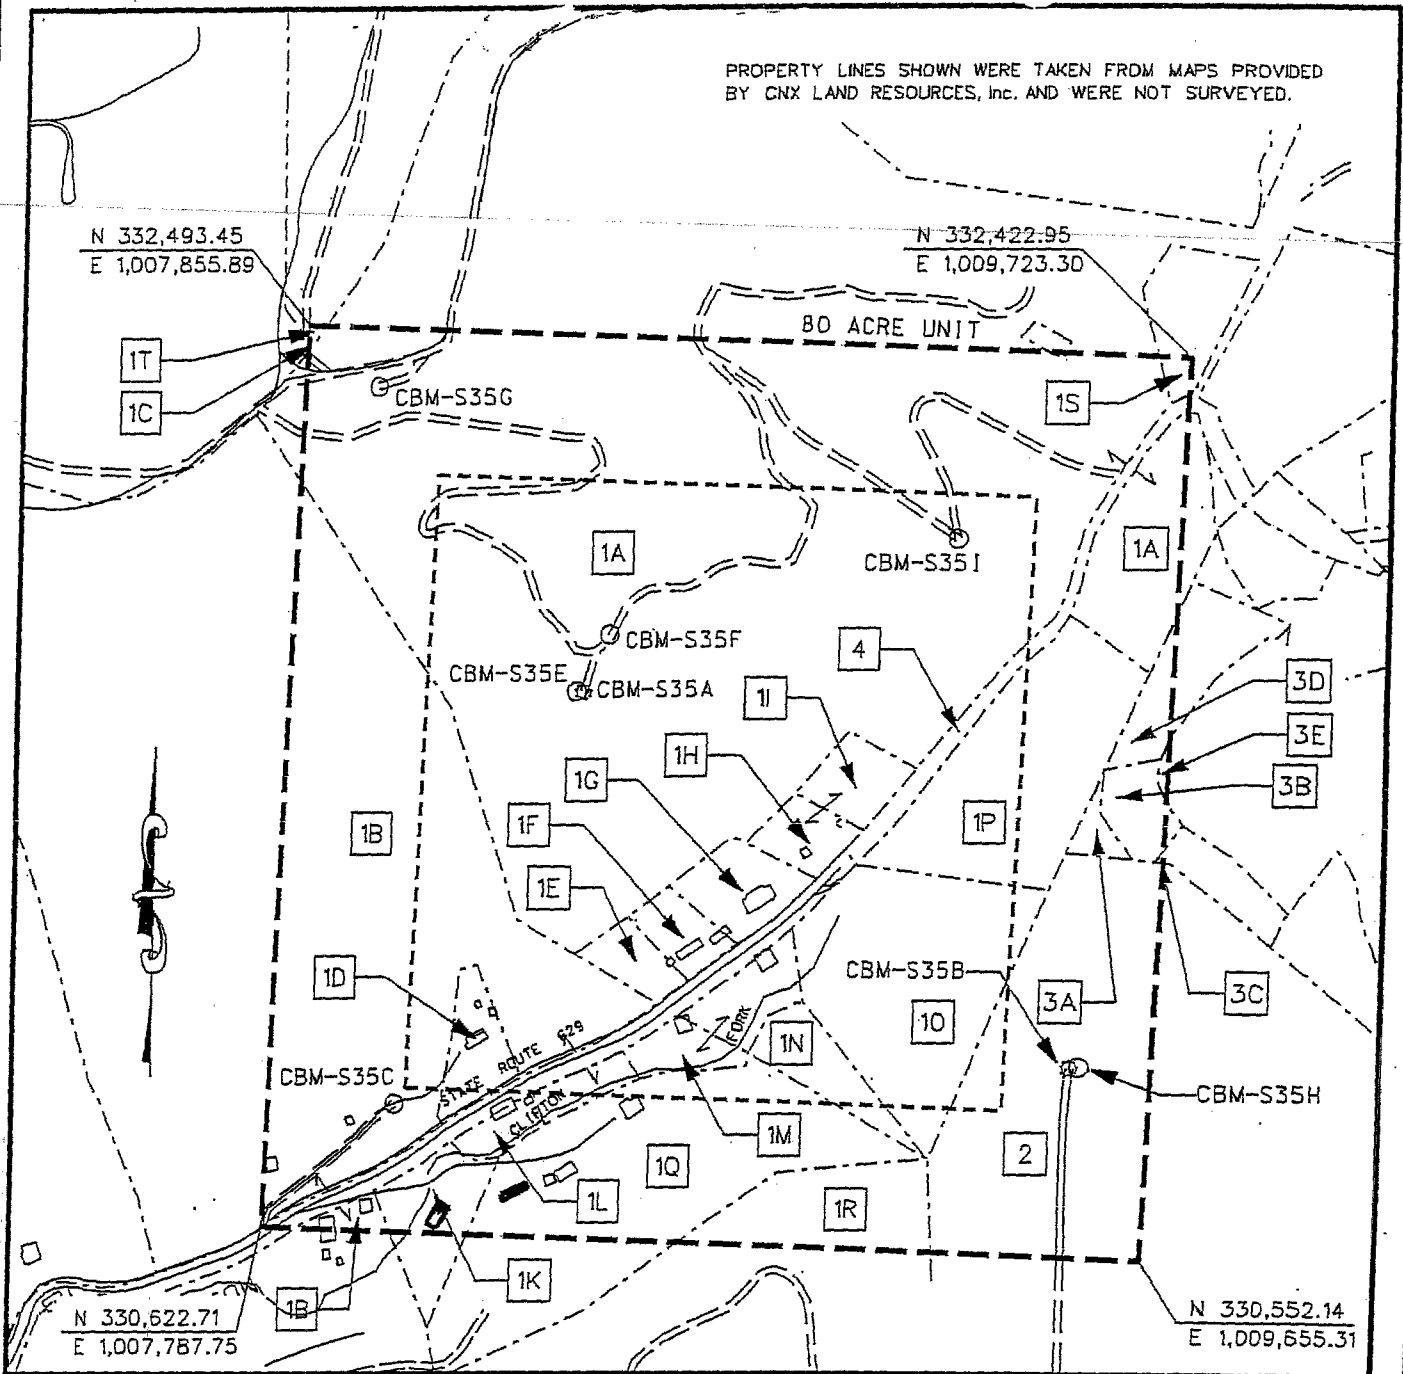 PROPERTY LINES SHOWN WERE TAKEN FROM MAPS PROVIDED
BY CNX LAND RESOURCES, Inc. AND WERE NOT SURVEYED.
N 332,493.45
E 1,007,855.89
N 332,422.95
E 1,009,723.30
80 ACRE UNIT
1T
1C
CBM-S35G
1S
1A
CBM-S35I
1A
CBM-S35F
CBM-S35E
CBM-S35A
4
1I
3D
1H
3E
1G
3B
1F
1B
1P
1E
1D
CBM-S35B
3A
3C
1O
FORK
1N
STATE ROUTE 629
CBM-S35C
CLIFTON
CBM-S35H
1M
2
1Q
1L
1R
1K
1B
N 330,622.71
E 1,007,787.75
N 330,552.14
E 1,009,655.31